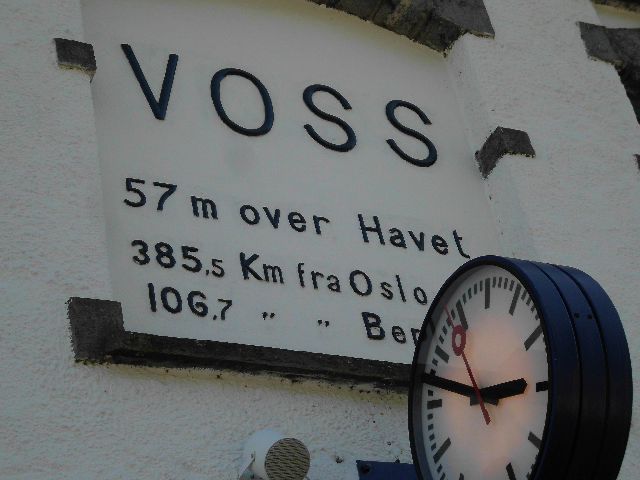 VOSS
57 m over Havet
385,5 Km fra Oslo
106,7 " "